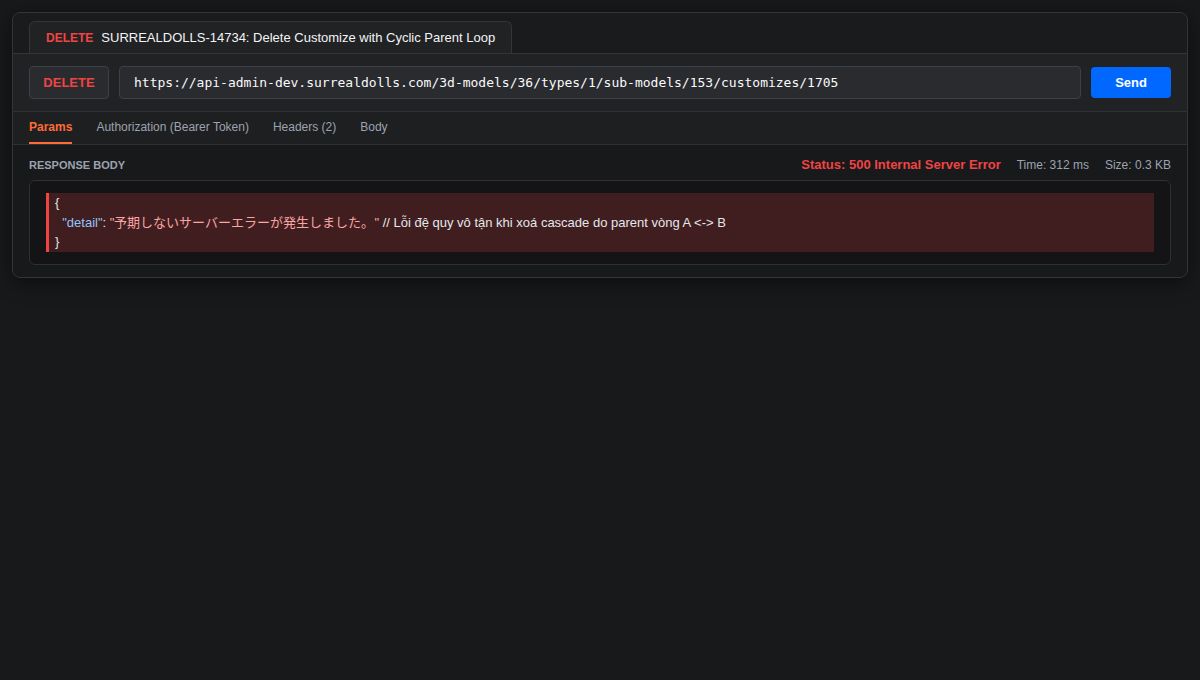 DELETE SURREALDOLLS-14734: Delete Customize with Cyclic Parent Loop
DELETE https://api-admin-dev.surrealdolls.com/3d-models/36/types/1/sub-models/153/customizes/1705 Send
Params Authorization (Bearer Token) Headers (2) Body
RESPONSE BODY Status: 500 Internal Server Error Time: 312 ms Size: 0.3 KB
{
"detail": "予期しないサーバーエラーが発生しました。" // Lỗi đệ quy vô tận khi xoá cascade do parent vòng A <-> B
}